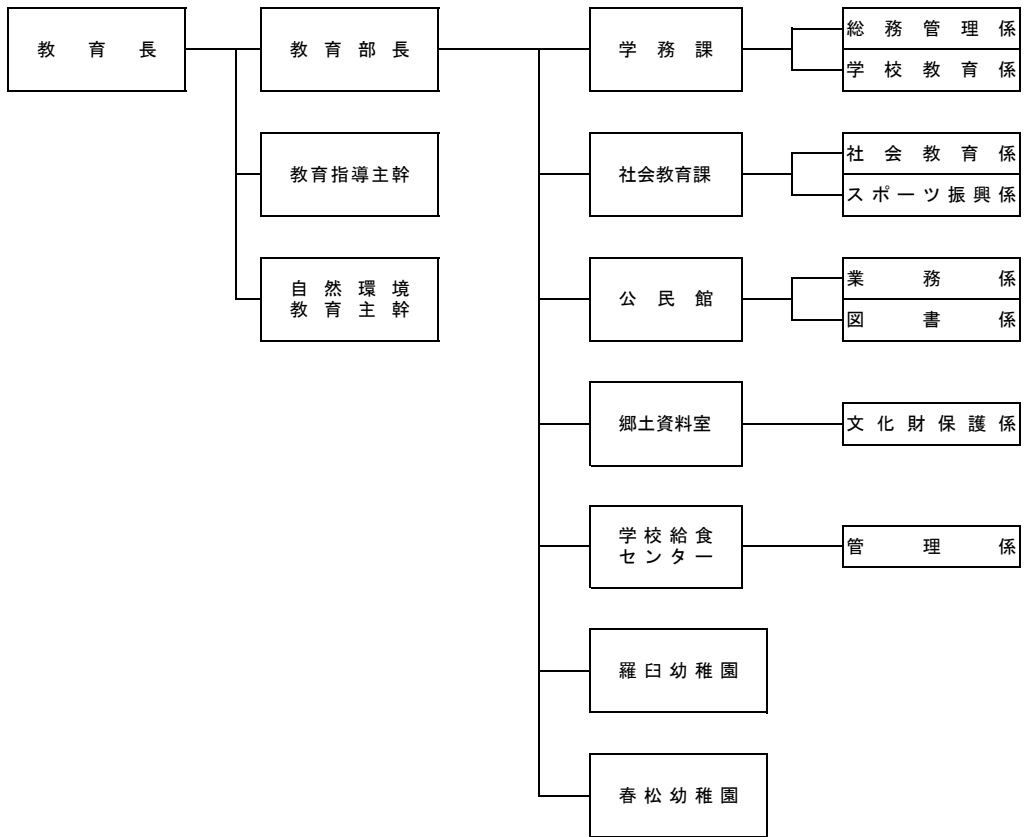 教育長
教育部長
教育指導主幹
自然環境
教育主幹
学務課
総務管理係
学校教育係
社会教育課
社会教育係
スポーツ振興係
公民館
業務係
図書係
郷土資料室
文化財保護係
学校給食
センター
管理係
羅臼幼稚園
春松幼稚園